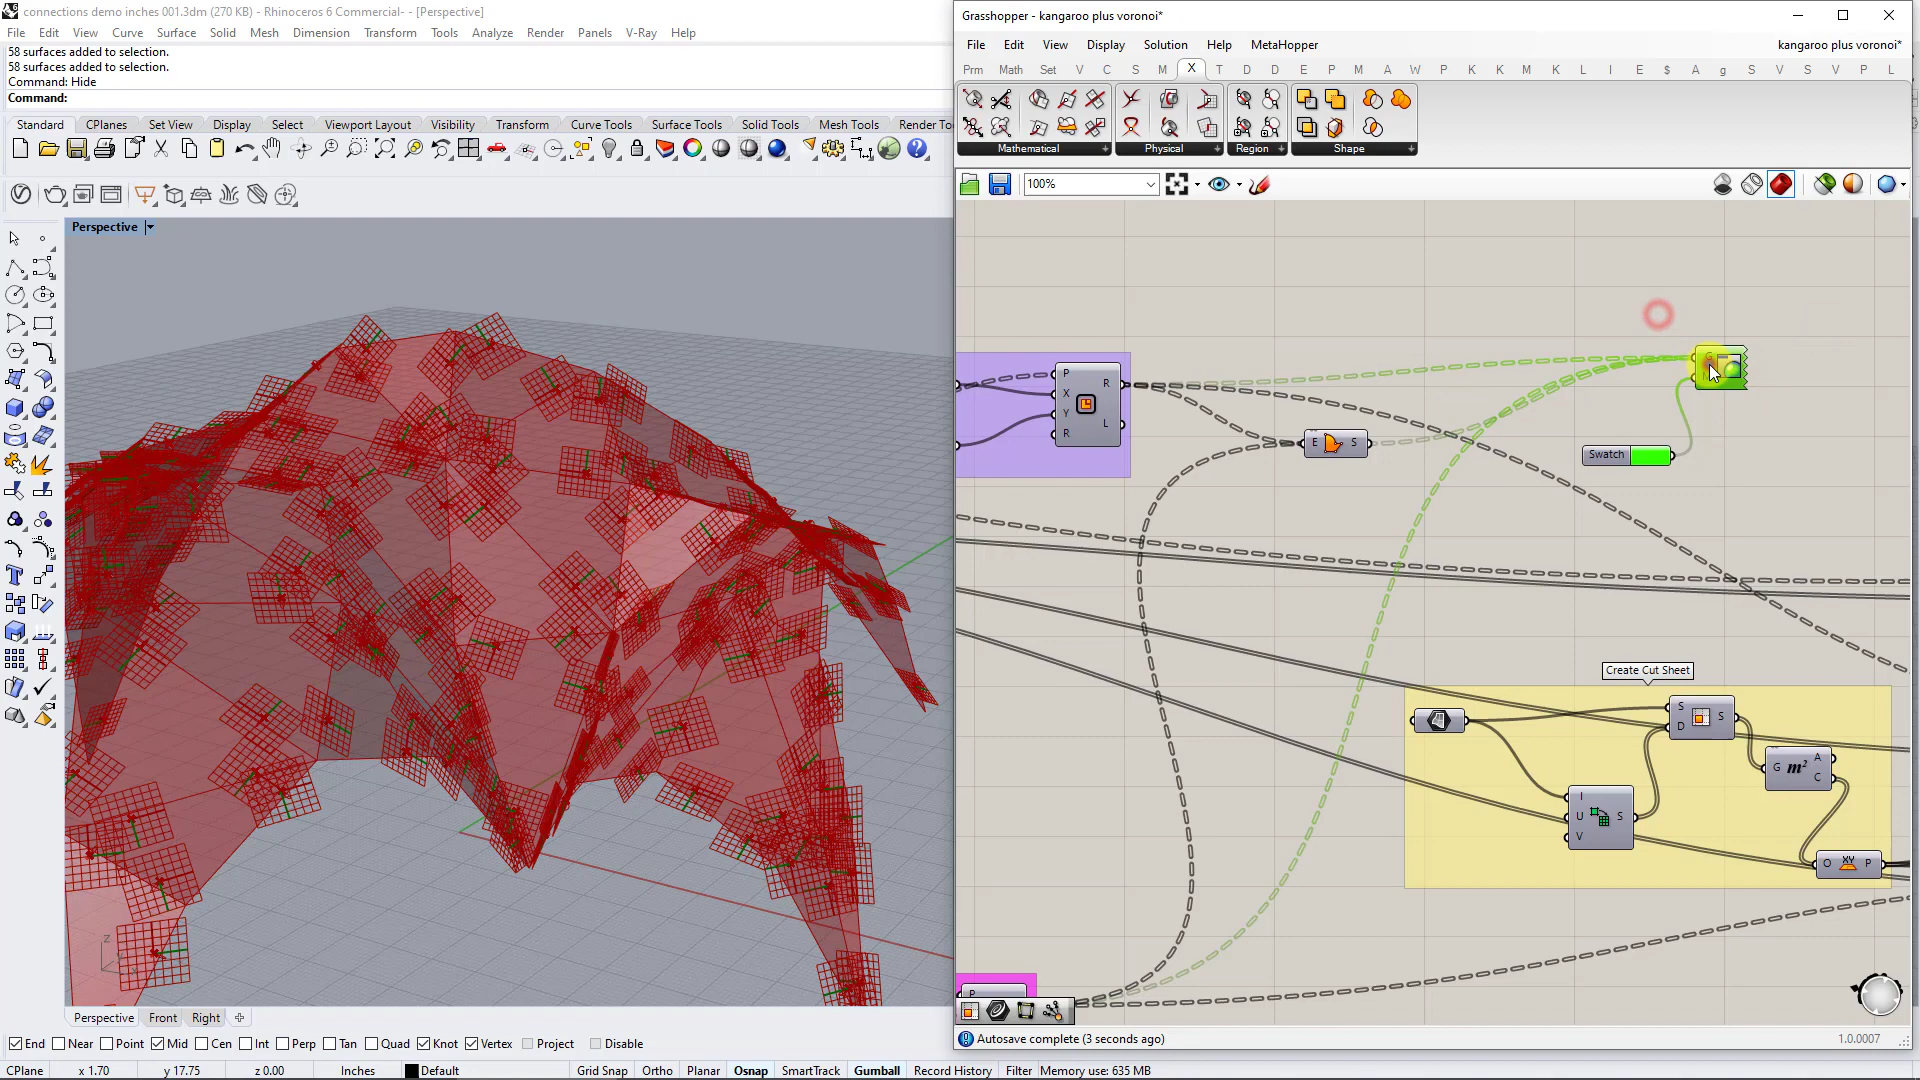 connections demo inches 001.3dm (270 KB) - Rhinoceros 6 Commercial- - [Perspective]
File Edit View Curve Surface Solid Mesh Dimension Transform Tools Analyze Render Panels V-Ray Help
58 surfaces added to selection.
58 surfaces added to selection.
Command: Hide
Command:
Standard CPlanes Set View Display Select Viewport Layout Visibility Transform Curve Tools Surface Tools Solid Tools Mesh Tools Render To
Perspective
z
x
Perspective Front Right
End Near Point Mid Cen Int Perp Tan Quad Knot Vertex Project Disable
CPlane x 1.70 y 17.75 z 0.00 Inches Default Grid Snap Ortho Planar Osnap SmartTrack Gumball Record History Filter Memory use: 635 MB
Grasshopper - kangaroo plus voronoi*
File Edit View Display Solution Help MetaHopper
kangaroo plus voronoi*
Prm Math Set V C S M X T D D E P M A W P K K M K L I E $ A g S V S V P L
Mathematical Physical Region Shape
100%
P X Y R R L
E S
Swatch
Create Cut Sheet
S D S
G m² A C
I U V S
O XY P
P
Autosave complete (3 seconds ago)
1.0.0007